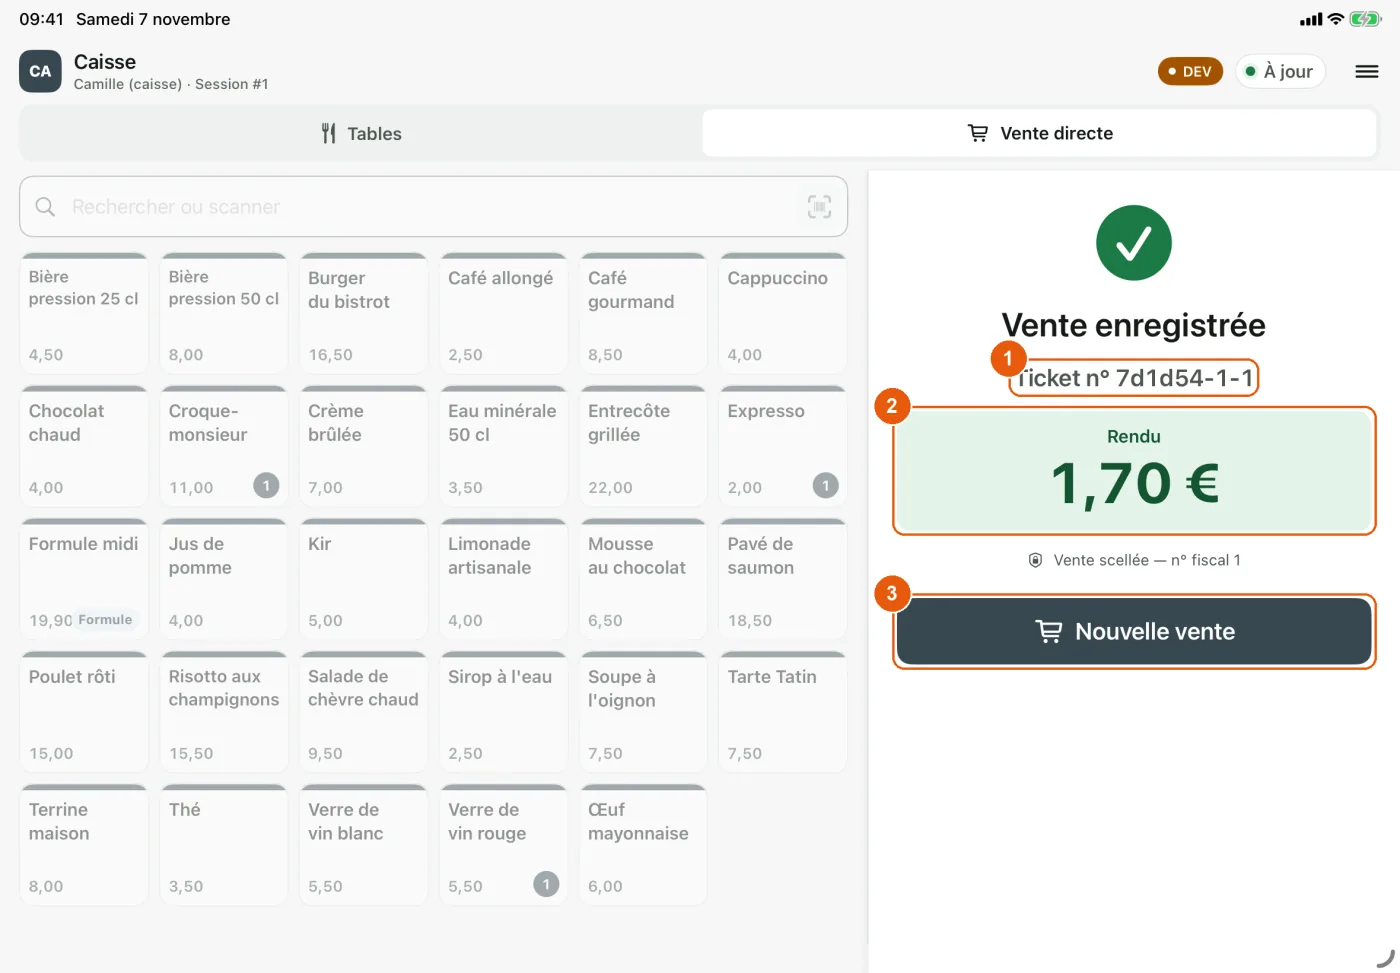 09:41 Samedi 7 novembre
CA
Caisse
Camille (caisse) · Session #1
DEV
À jour
Tables
Vente directe
Rechercher ou scanner
Bière
pression 25 cl
4,50
Bière
pression 50 cl
8,00
Burger
du bistrot
16,50
Café allongé
2,50
Café
gourmand
8,50
Cappuccino
4,00
Chocolat
chaud
4,00
Croque-
monsieur
11,00
1
Crème
brûlée
7,00
Eau minérale
50 cl
3,50
Entrecôte
grillée
22,00
Expresso
2,00
1
Formule midi
19,90
Formule
Jus de
pomme
4,00
Kir
5,00
Limonade
artisanale
4,00
Mousse
au chocolat
6,50
Pavé de
saumon
18,50
Poulet rôti
15,00
Risotto aux
champignons
15,50
Salade de
chèvre chaud
9,50
Sirop à l'eau
2,50
Soupe à
l'oignon
7,50
Tarte Tatin
7,50
Terrine
maison
8,00
Thé
3,50
Verre de
vin blanc
5,50
Verre de
vin rouge
5,50
1
Œuf
mayonnaise
6,00
Vente enregistrée
1
Ticket n° 7d1d54-1-1
2
Rendu
1,70 €
Vente scellée — n° fiscal 1
3
Nouvelle vente